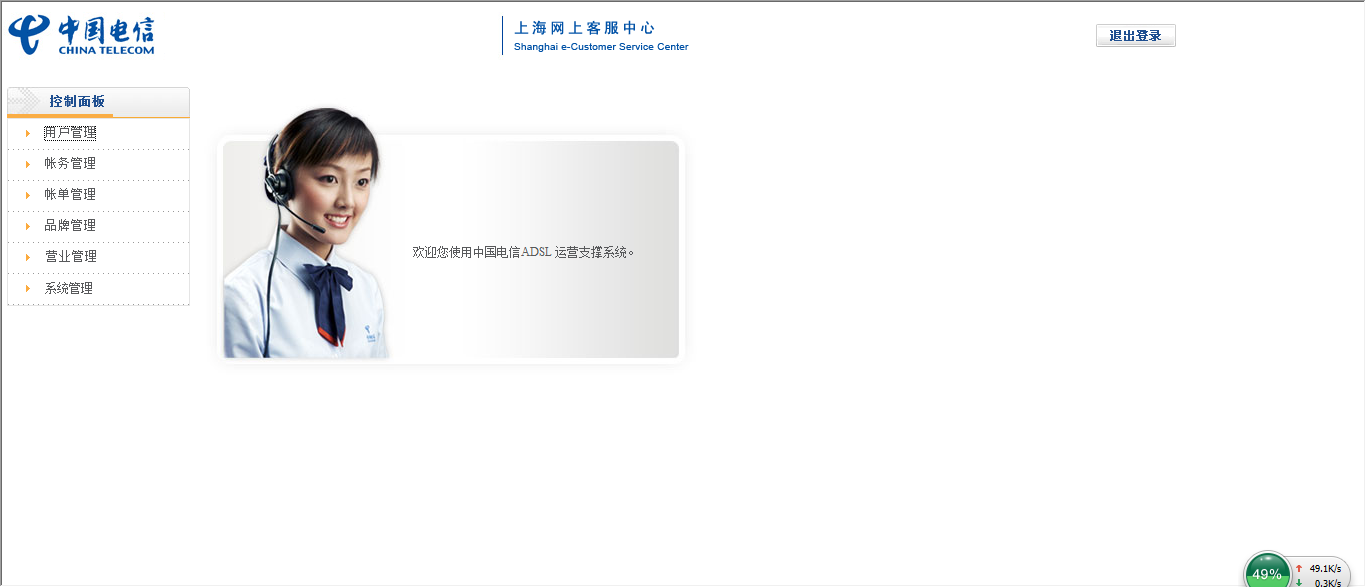 中国电信
CHINA TELECOM
上海网上客服中心
Shanghai e-Customer Service Center
退出登录
控制面板
用户管理
帐务管理
帐单管理
品牌管理
营业管理
系统管理
欢迎您使用中国电信ADSL 运营支撑系统。
49%
49.1K/s
0.3K/s